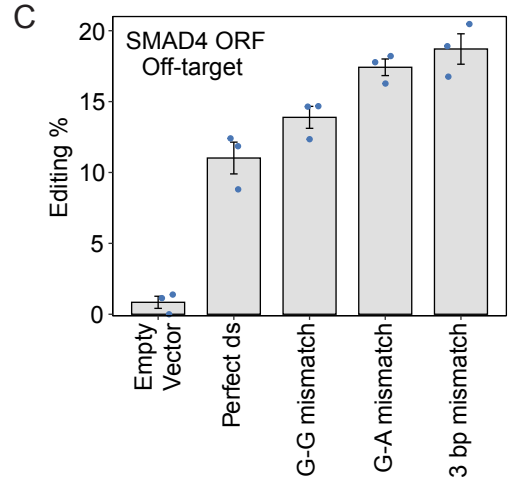 C
SMAD4 ORF
Off-target
Editing %
20
15
10
5
0
Empty
Vector
Perfect ds
G-G mismatch
G-A mismatch
3 bp mismatch